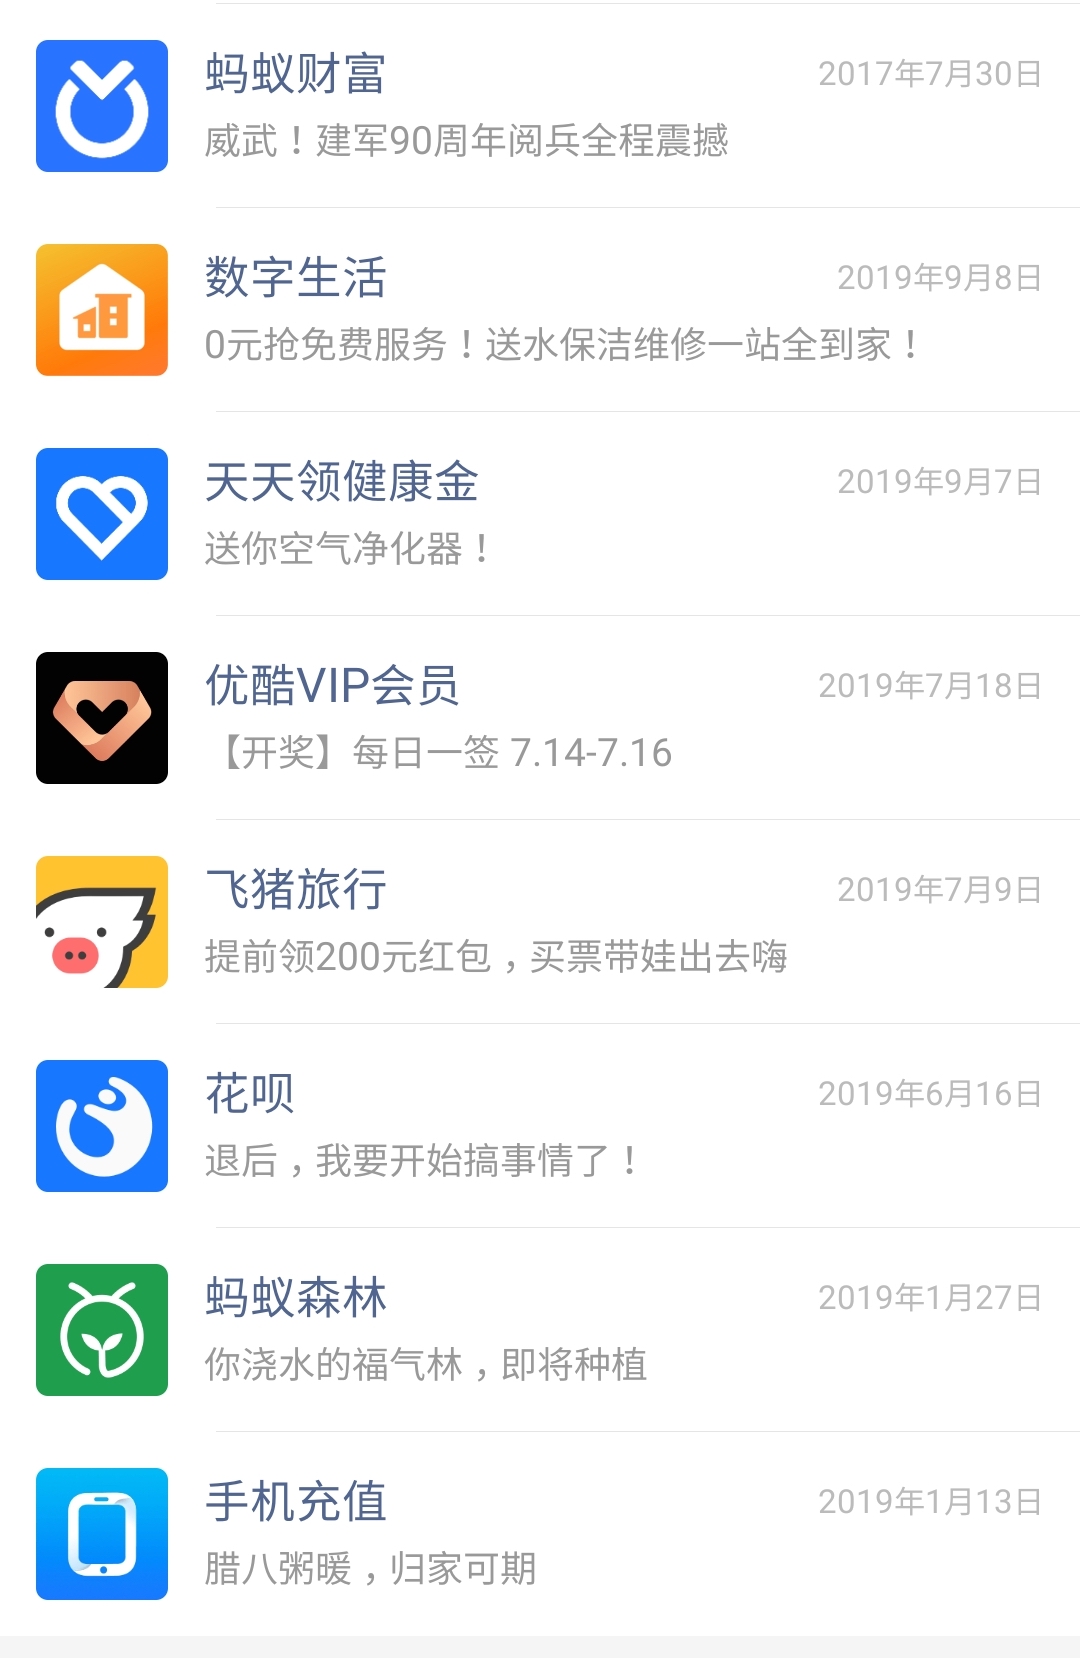 蚂蚁财富
2017年7月30日
威武！建军90周年阅兵全程震撼
数字生活
2019年9月8日
0元抢免费服务！送水保洁维修一站全到家！
天天领健康金
2019年9月7日
送你空气净化器！
优酷VIP会员
2019年7月18日
【开奖】每日一签 7.14-7.16
飞猪旅行
2019年7月9日
提前领200元红包，买票带娃出去嗨
花呗
2019年6月16日
退后，我要开始搞事情了！
蚂蚁森林
2019年1月27日
你浇水的福气林，即将种植
手机充值
2019年1月13日
腊八粥暖，归家可期